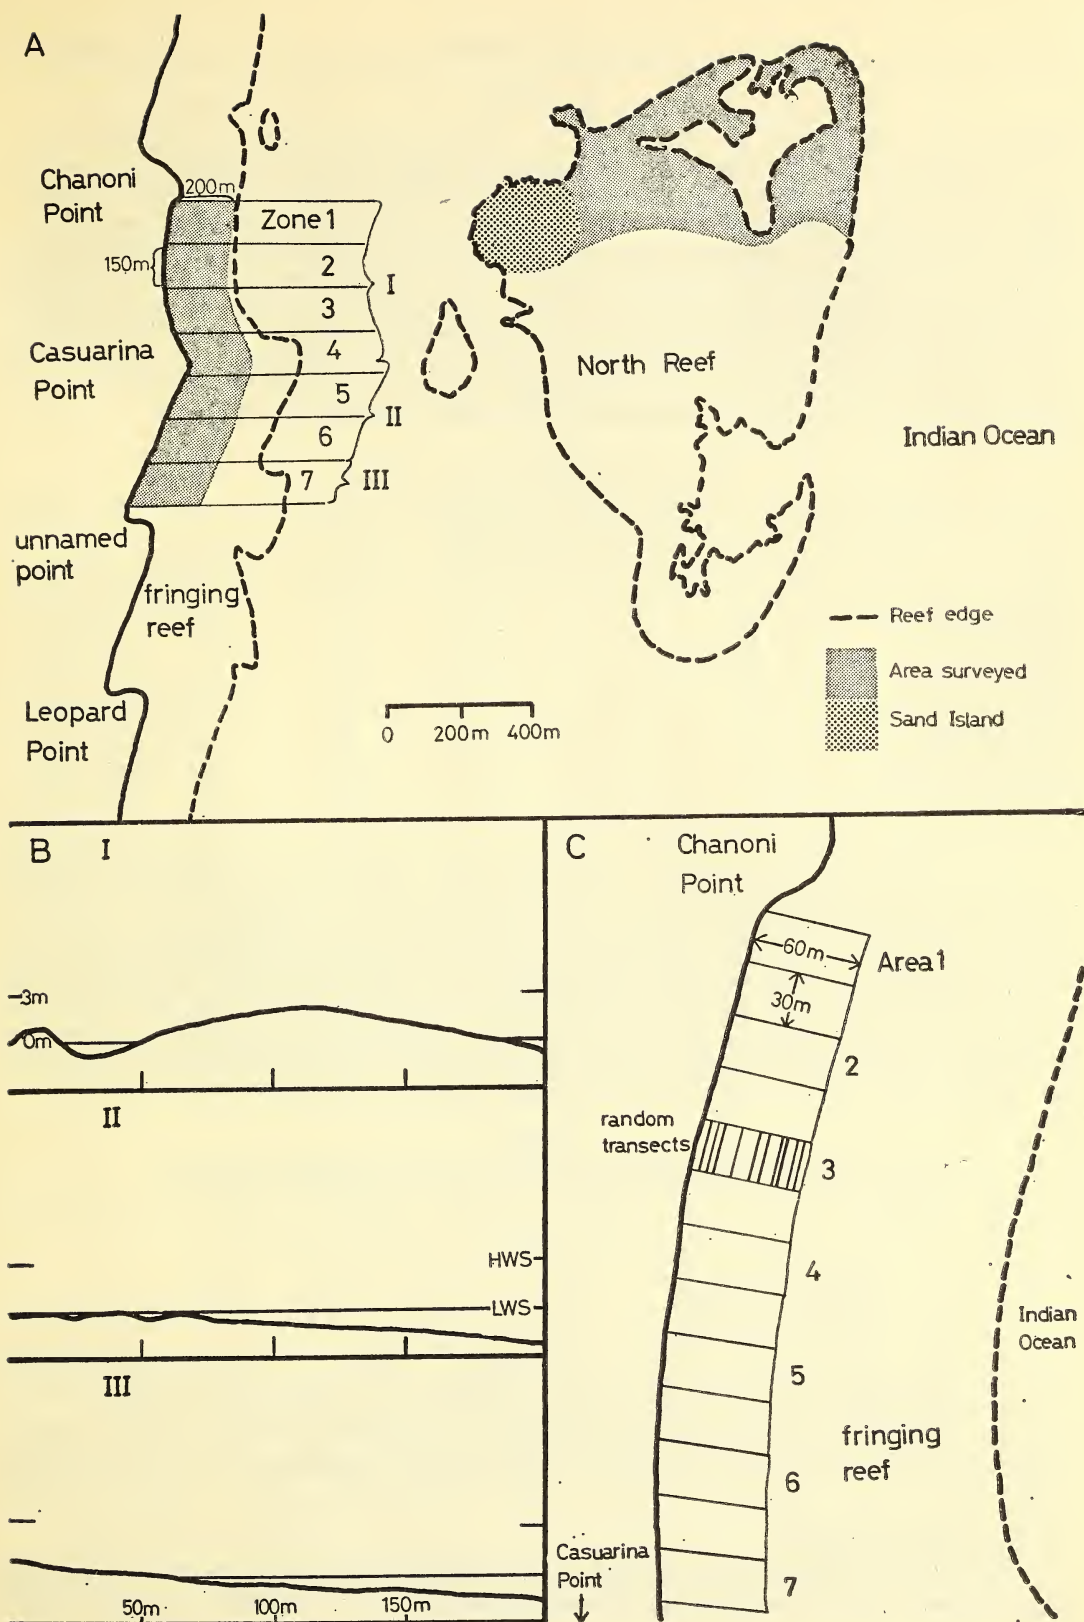 A
Chanoni
Point
200m
Zone 1
150m
2
I
3
Casuarina
Point
4
5
II
6
7
III
North Reef
Indian Ocean
unnamed
point
fringing
reef
Reef edge
Area surveyed
Sand Island
Leopard
Point
0 200m 400m
B I
3m
0m
II
HWS
LWS
III
50m 100m 150m
C
Chanoni
Point
60m
Area 1
30m
2
random
transects
3
4
Indian
Ocean
5
fringing
reef
6
Casuarina
Point
7